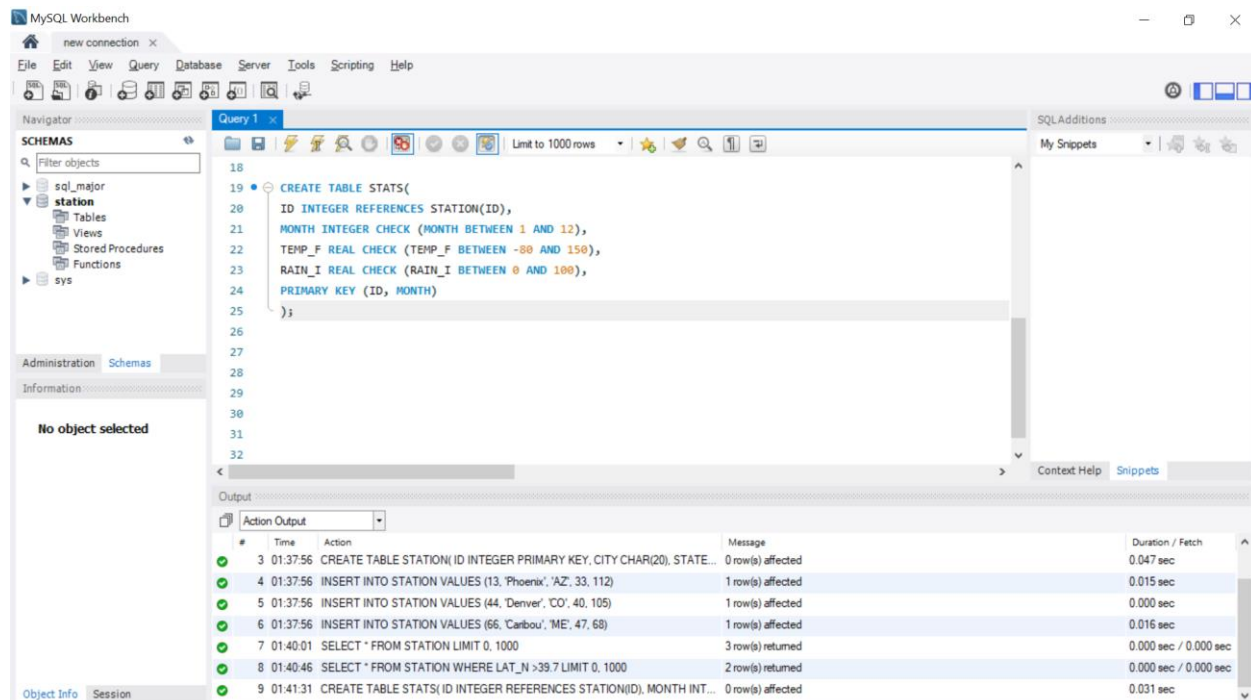 MySQL Workbench
new connection
File Edit View Query Database Server Tools Scripting Help
Navigator
SCHEMAS
Filter objects
sql_major
station
Tables
Views
Stored Procedures
Functions
sys
Administration Schemas
Information
No object selected
Object Info Session
Query 1
Limit to 1000 rows
18
19 CREATE TABLE STATS(
20 ID INTEGER REFERENCES STATION(ID),
21 MONTH INTEGER CHECK (MONTH BETWEEN 1 AND 12),
22 TEMP_F REAL CHECK (TEMP_F BETWEEN -80 AND 150),
23 RAIN_I REAL CHECK (RAIN_I BETWEEN 0 AND 100),
24 PRIMARY KEY (ID, MONTH)
25 );
26
27
28
29
30
31
32
SQLAdditions
My Snippets
Context Help Snippets
Output
Action Output
# Time Action Message Duration / Fetch
3 01:37:56 CREATE TABLE STATION( ID INTEGER PRIMARY KEY, CITY CHAR(20), STATE... 0 row(s) affected 0.047 sec
4 01:37:56 INSERT INTO STATION VALUES (13, 'Phoenix', 'AZ', 33, 112) 1 row(s) affected 0.015 sec
5 01:37:56 INSERT INTO STATION VALUES (44, 'Denver', 'CO', 40, 105) 1 row(s) affected 0.000 sec
6 01:37:56 INSERT INTO STATION VALUES (66, 'Caribou', 'ME', 47, 68) 1 row(s) affected 0.016 sec
7 01:40:01 SELECT * FROM STATION LIMIT 0, 1000 3 row(s) returned 0.000 sec / 0.000 sec
8 01:40:46 SELECT * FROM STATION WHERE LAT_N >39.7 LIMIT 0, 1000 2 row(s) returned 0.000 sec / 0.000 sec
9 01:41:31 CREATE TABLE STATS( ID INTEGER REFERENCES STATION(ID), MONTH INT... 0 row(s) affected 0.031 sec